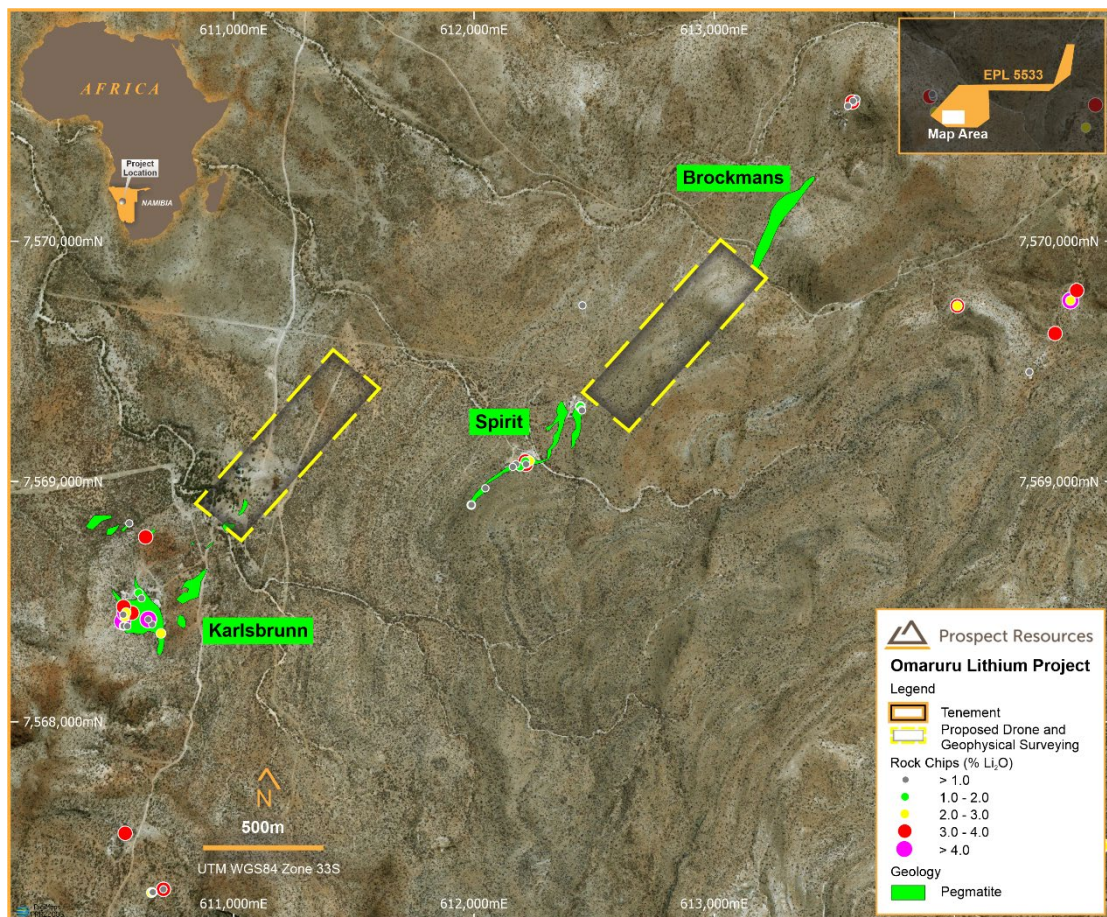 611,000mE
612,000mE
613,000mE
AFRICA
Project
Location
NAMIBIA
EPL 5533
Map Area
Brockmans
7,570,000mN
7,570,000mN
Spirit
7,569,000mN
7,569,000mN
Karlsbrunn
7,568,000mN
N
500m
UTM WGS84 Zone 33S
611,000mE
612,000mE
613,000mE
Prospect Resources
Omaruru Lithium Project
Legend
Tenement
Proposed Drone and
Geophysical Surveying
Rock Chips (% Li₂O)
> 1.0
1.0 - 2.0
2.0 - 3.0
3.0 - 4.0
> 4.0
Geology
Pegmatite